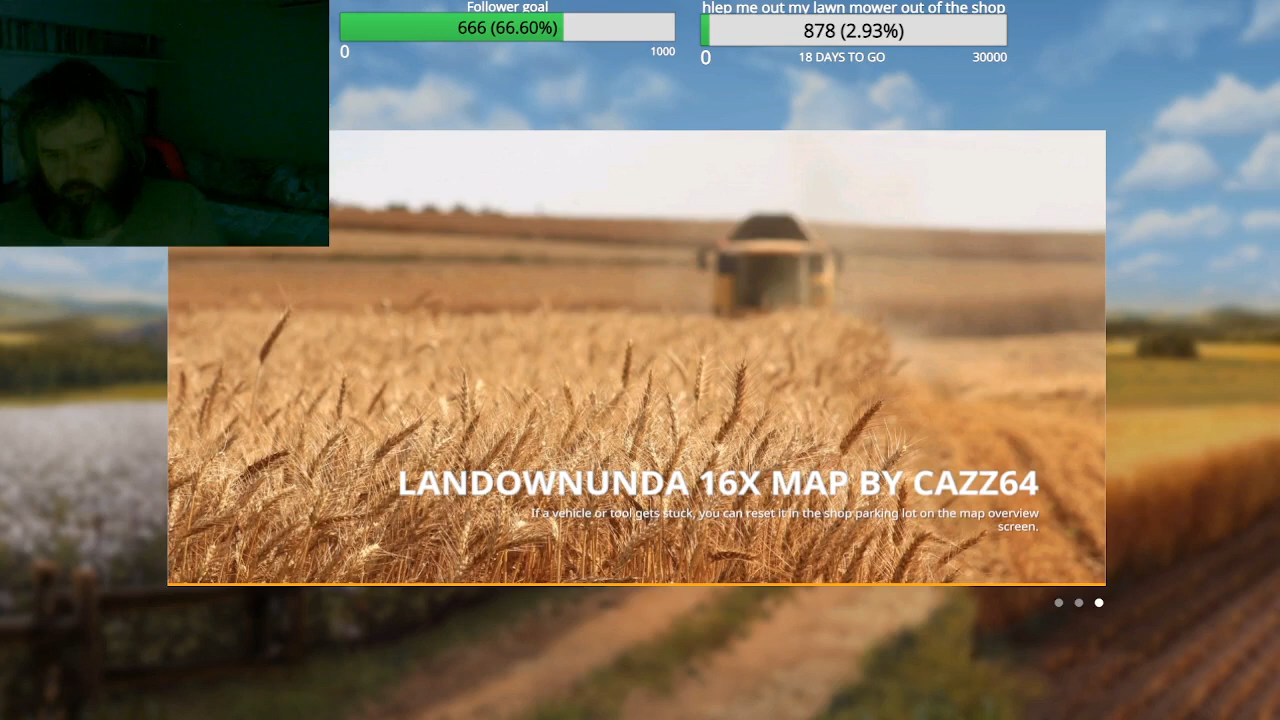 Follower goal
666 (66.60%)
0
1000
hlep me out my lawn mower out of the shop
878 (2.93%)
0
18 DAYS TO GO
30000
LANDOWNUNDA 16X MAP BY CAZZ64
If a vehicle or tool gets stuck, you can reset it in the shop parking lot on the map overview
screen.